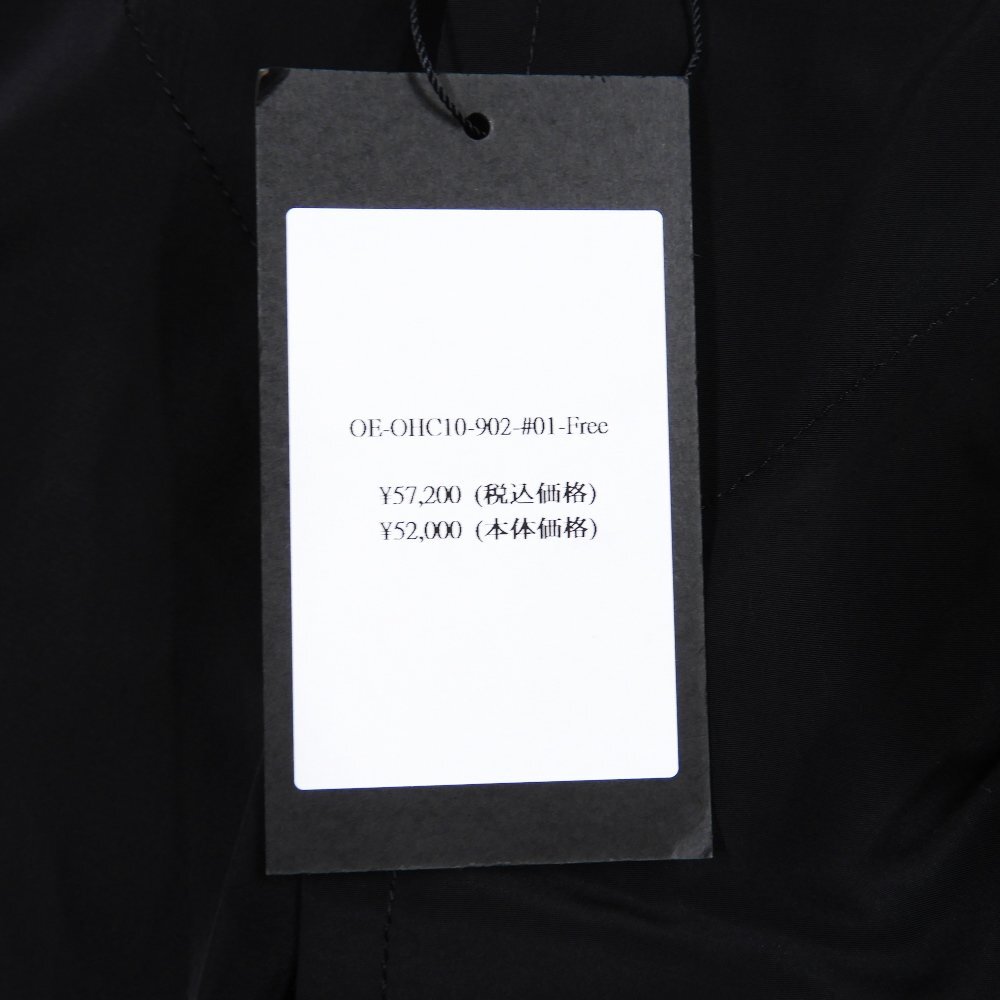 OE-OHC10-902-#01-Free
¥57,200 (税込価格)
¥52,000 (本体価格)